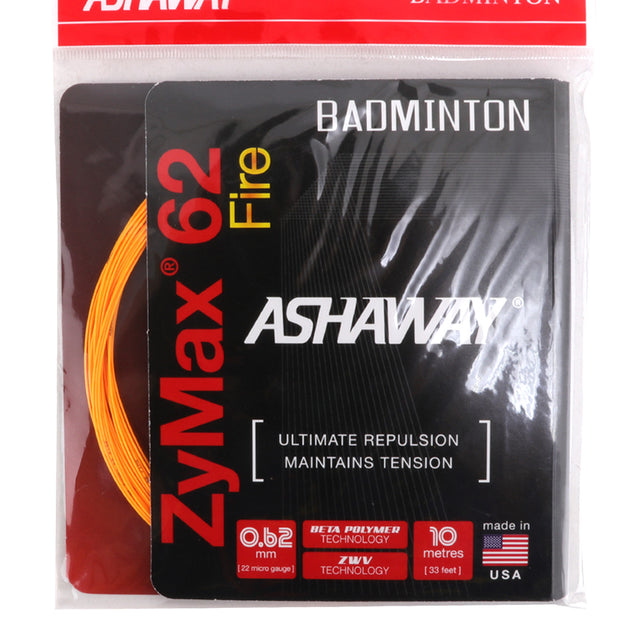 ASHAWAY
BADMINTON
BADMINTON
ZyMax® 62
Fire
ASHAWAY®
ULTIMATE REPULSION
MAINTAINS TENSION
0.62
mm
[ 22 micro gauge ]
BETA POLYMER
TECHNOLOGY
ZWV
TECHNOLOGY
10
metres
[ 33 feet ]
made in
USA